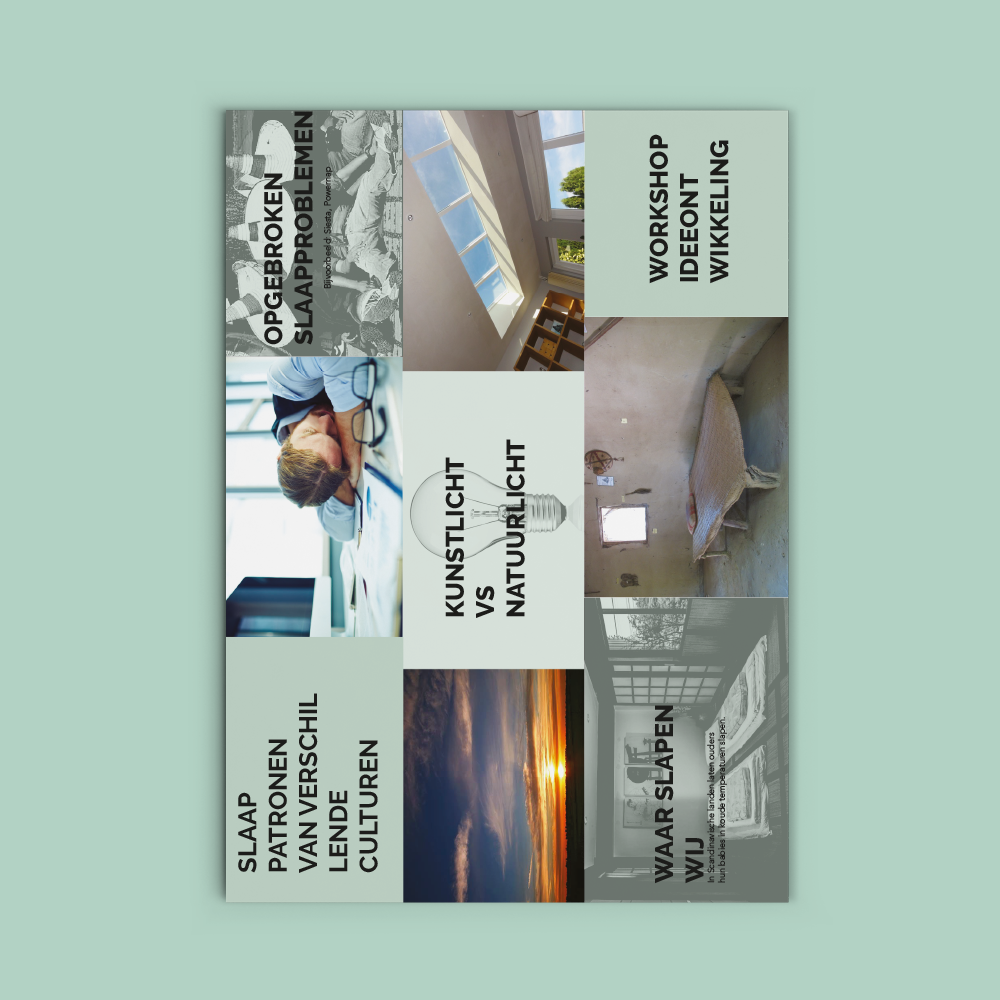 SLAAP
PATRONEN
VAN VERSCHIL
LENDE
CULTUREN
OPGEBROKEN
SLAAPPROBLEMEN
Bijvoorbeeld: Siesta, Powernap
KUNSTLICHT
VS
NATUURLICHT
WAAR SLAPEN
WIJ
In Scandinavische landen laten ouders
hun babies in koude temperaturen slapen.
WORKSHOP
IDEEONT
WIKKELING